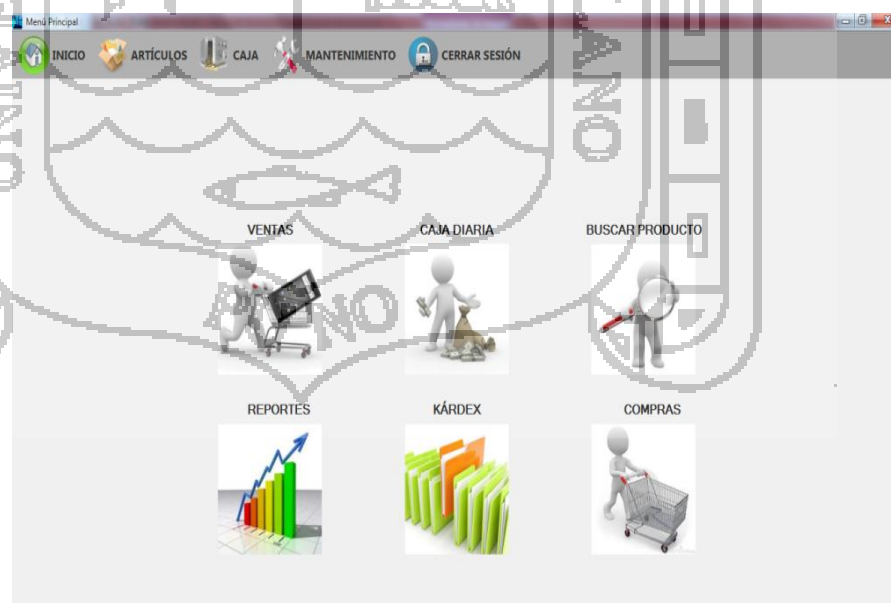 Menú Principal
INICIO ARTÍCULOS CAJA MANTENIMIENTO CERRAR SESIÓN
VENTAS CAJA DIARIA BUSCAR PRODUCTO
REPORTES KÁRDEX COMPRAS